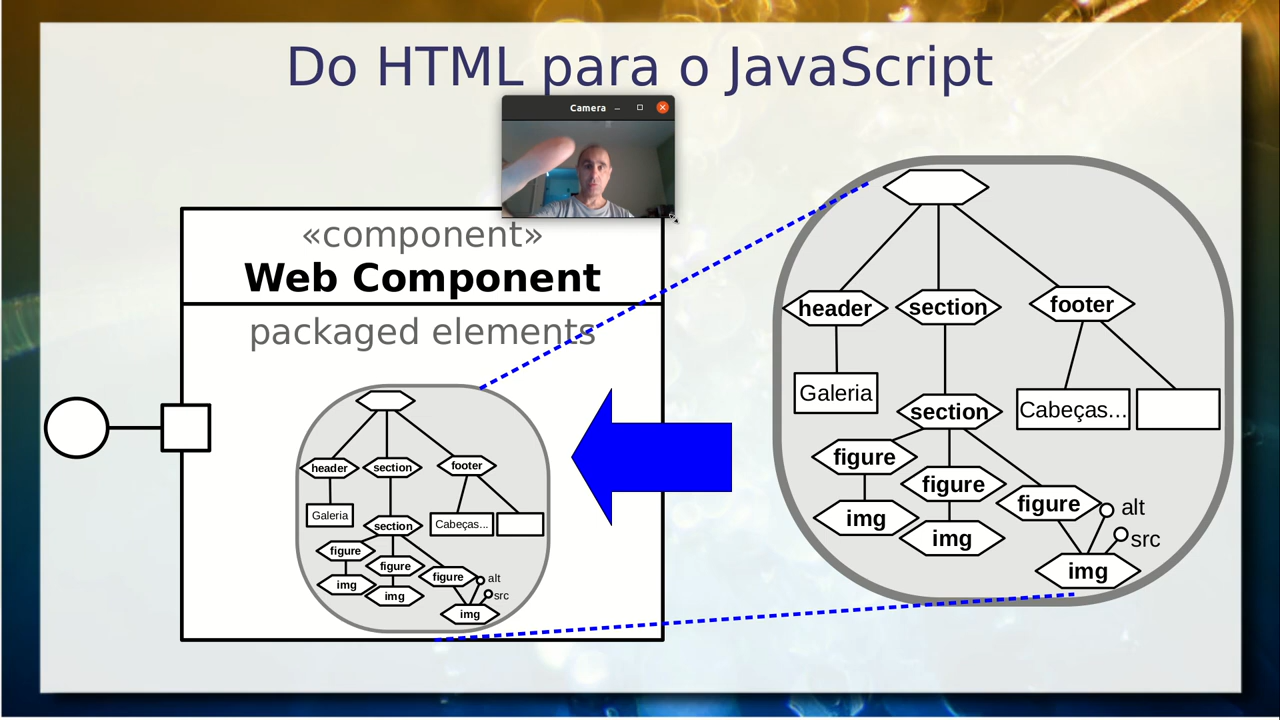 Do HTML para o JavaScript
Camera
«component»
Web Component
packaged elements
header
section
footer
Galeria
section
Cabeças...
figure
figure
figure
img
img
alt
src
img
header
section
footer
Galeria
section
Cabeças...
figure
figure
figure
alt
img
img
src
img